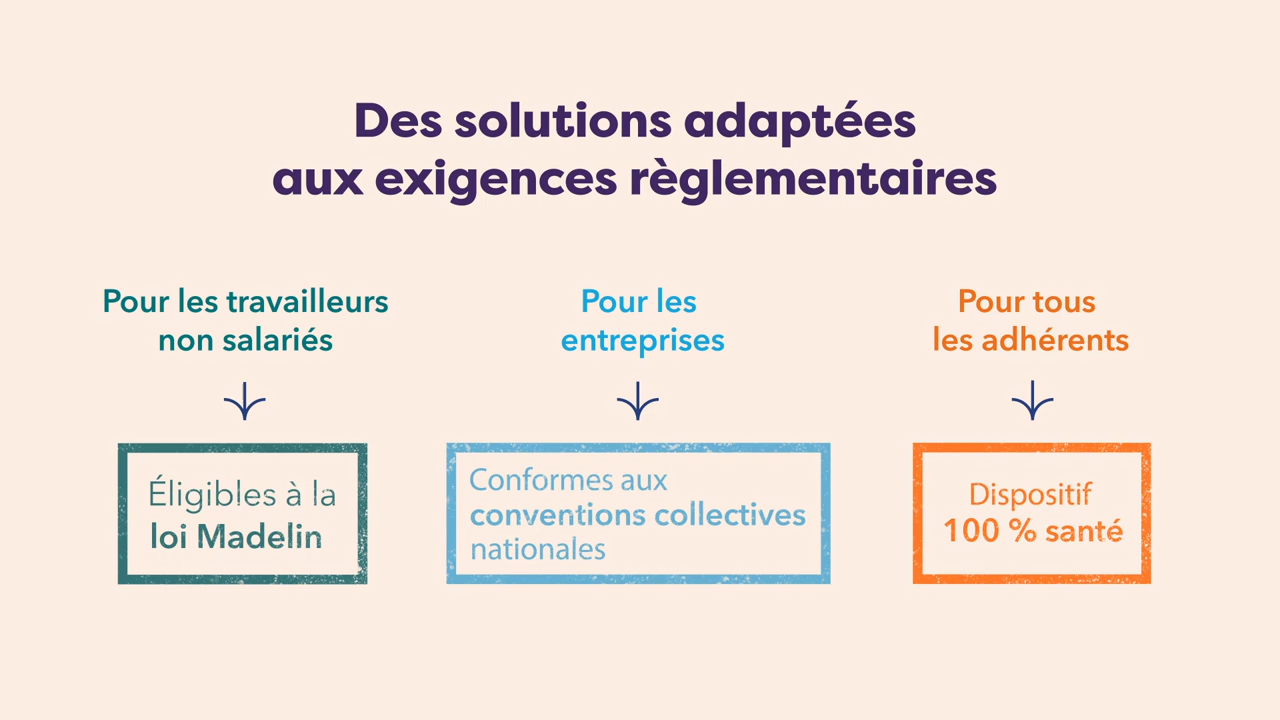 Des solutions adaptées
aux exigences règlementaires
Pour les travailleurs
non salariés
Éligibles à la
loi Madelin
Pour les
entreprises
Conformes aux
conventions collectives
nationales
Pour tous
les adhérents
Dispositif
100 % santé